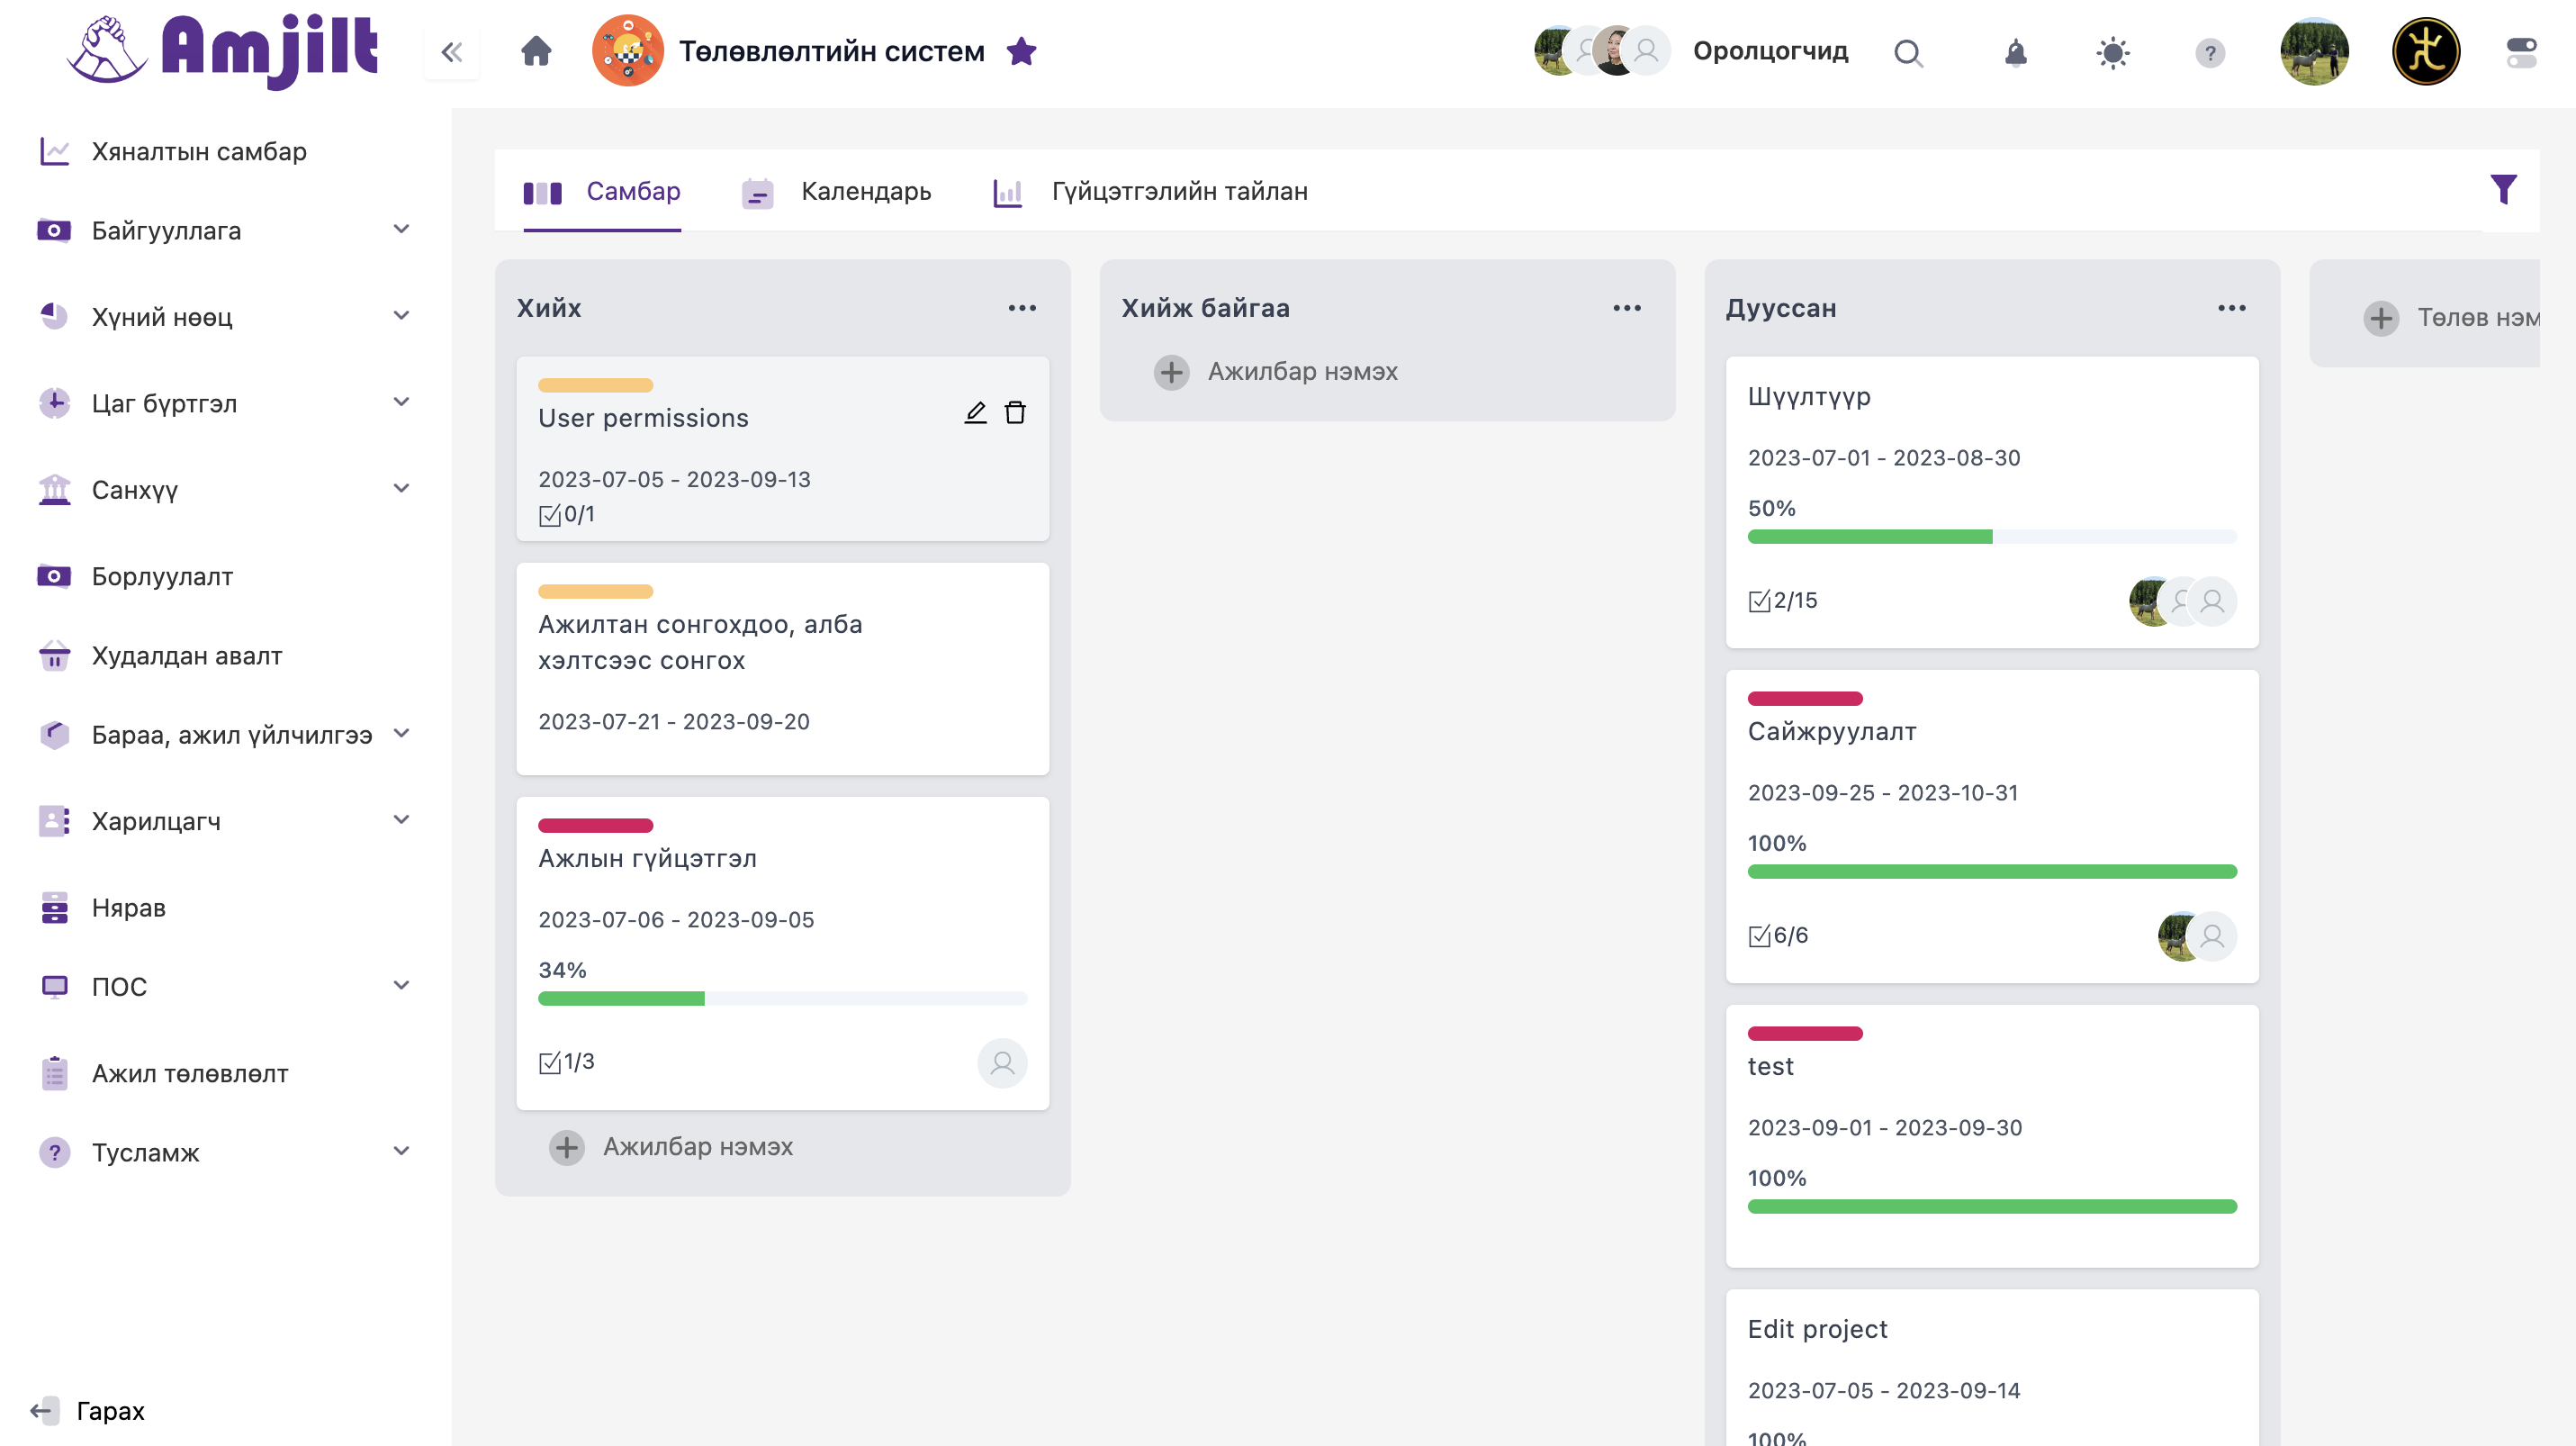 Amjilt
Төлөвлөлтийн систем
Оролцогчид
?
Хяналтын самбар
Байгууллага
Хүний нөөц
Цаг бүртгэл
Санхүү
Борлуулалт
Худалдан авалт
Бараа, ажил үйлчилгээ
Харилцагч
Нярав
ПОС
Ажил төлөвлөлт
? Тусламж
Гарах
Самбар
Календарь
Гүйцэтгэлийн тайлан
Хийх
User permissions
2023-07-05 - 2023-09-13
0/1
Ажилтан сонгохдоо, алба
хэлтсээс сонгох
2023-07-21 - 2023-09-20
Ажлын гүйцэтгэл
2023-07-06 - 2023-09-05
34%
1/3
Ажилбар нэмэх
Хийж байгаа
Ажилбар нэмэх
Дууссан
Шүүлтүүр
2023-07-01 - 2023-08-30
50%
2/15
Сайжруулалт
2023-09-25 - 2023-10-31
100%
6/6
test
2023-09-01 - 2023-09-30
100%
Edit project
2023-07-05 - 2023-09-14
100%
Төлөв нэм